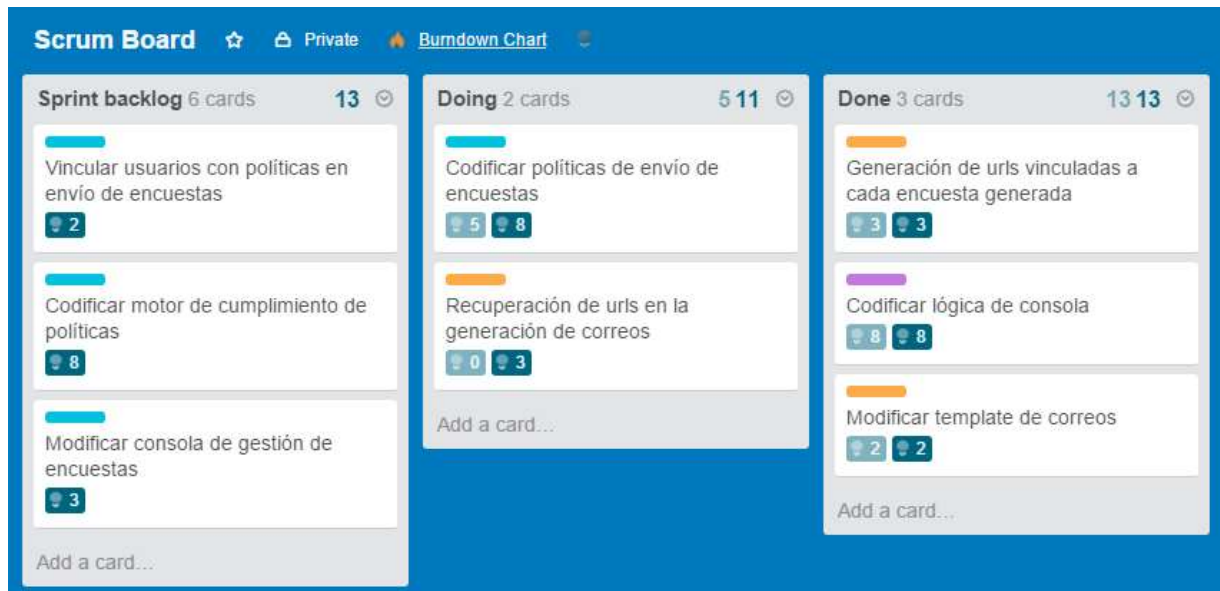 Scrum Board Private Burndown Chart
Sprint backlog 6 cards 13
Vincular usuarios con políticas en
envío de encuestas
2
Codificar motor de cumplimiento de
políticas
8
Modificar consola de gestión de
encuestas
3
Add a card...
Doing 2 cards 5 11
Codificar políticas de envío de
encuestas
5 8
Recuperación de urls en la
generación de correos
0 3
Add a card...
Done 3 cards 13 13
Generación de urls vinculadas a
cada encuesta generada
3 3
Codificar lógica de consola
8 8
Modificar template de correos
2 2
Add a card...